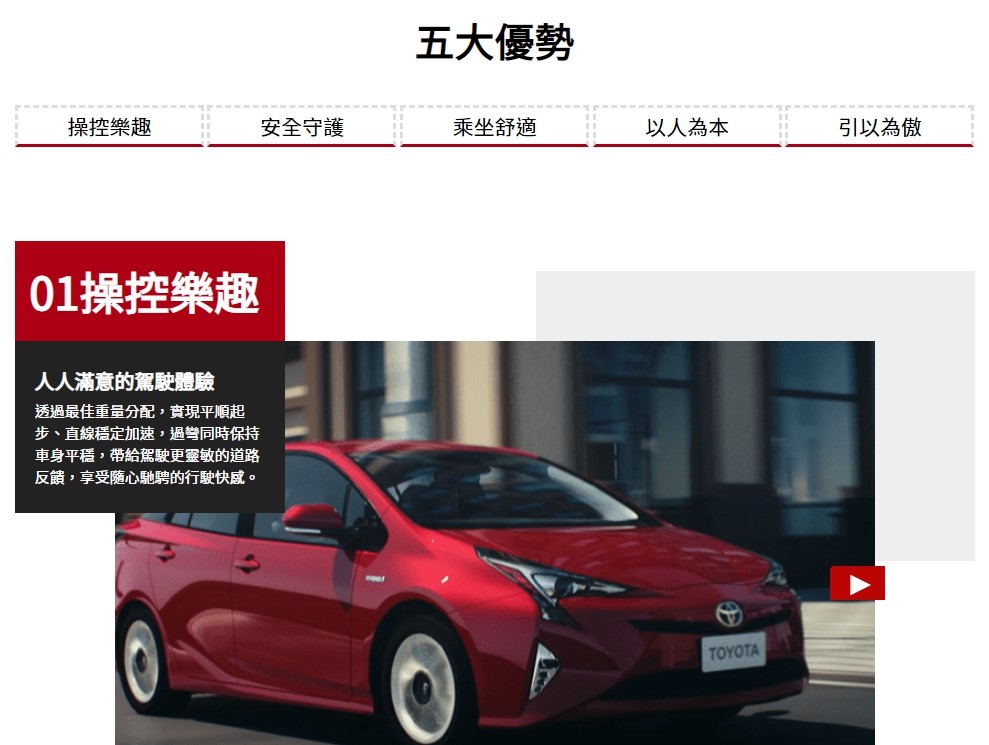 五大優勢
操控樂趣
安全守護
乘坐舒適
以人為本
引以為傲
01操控樂趣
人人滿意的駕駛體驗
透過最佳重量分配，實現平順起
步、直線穩定加速，過彎同時保持
車身平穩，帶給駕駛更靈敏的道路
反饋，享受隨心馳騁的行駛快感。
TOYOTA